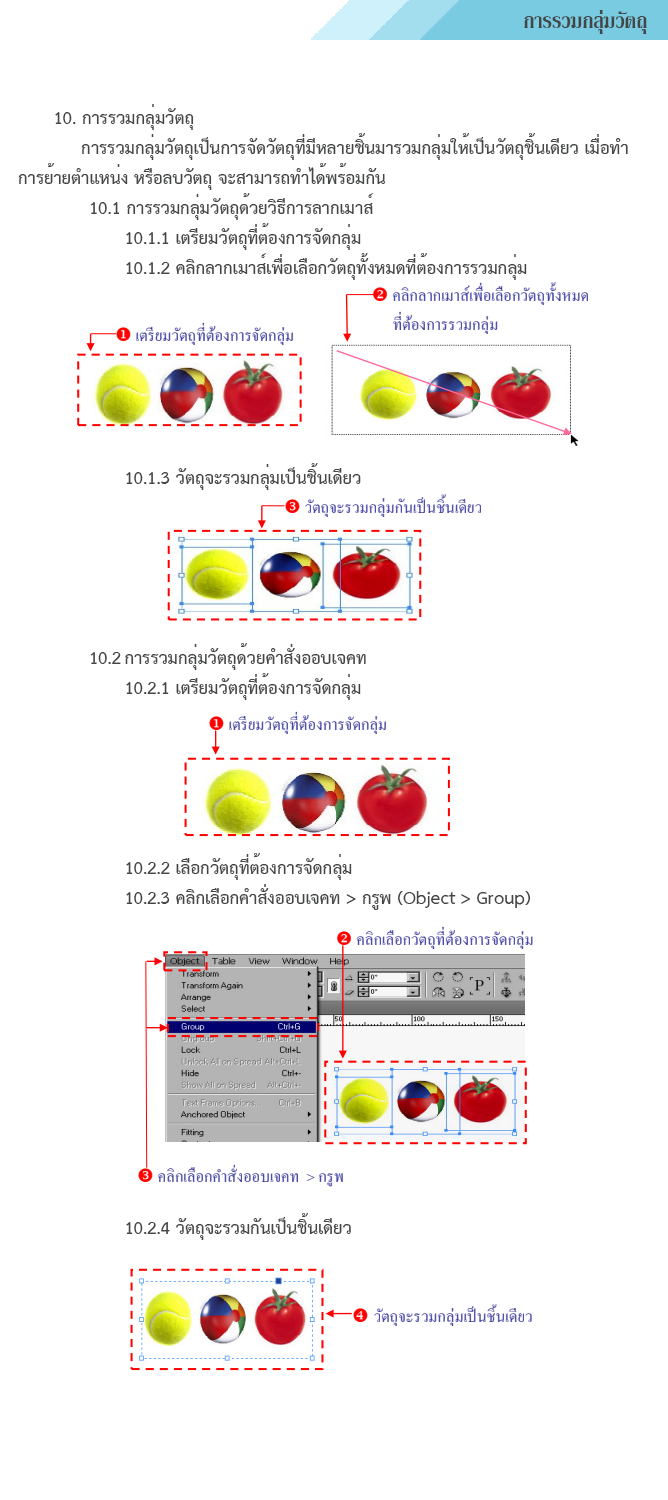 การรวมกลุ่มวัตถุ
10. การรวมกลุ่มวัตถุ
การรวมกลุ่มวัตถุเป็นการจัดวัตถุที่มีหลายชิ้นมารวมกลุ่มให้เป็นวัตถุชิ้นเดียว เมื่อทำ
การย้ายตำแหน่ง หรือลบวัตถุ จะสามารถทำได้พร้อมกัน
10.1 การรวมกลุ่มวัตถุด้วยวิธีการลากเมาส์
10.1.1 เตรียมวัตถุที่ต้องการจัดกลุ่ม
10.1.2 คลิกลากเมาส์เพื่อเลือกวัตถุทั้งหมดที่ต้องการรวมกลุ่ม
❷ คลิกลากเมาส์เพื่อเลือกวัตถุทั้งหมด
ที่ต้องการรวมกลุ่ม
❶ เตรียมวัตถุที่ต้องการจัดกลุ่ม
10.1.3 วัตถุจะรวมกลุ่มเป็นชิ้นเดียว
❸ วัตถุจะรวมกลุ่มกันเป็นชิ้นเดียว
10.2 การรวมกลุ่มวัตถุด้วยคำสั่งออบเจคท
10.2.1 เตรียมวัตถุที่ต้องการจัดกลุ่ม
❶ เตรียมวัตถุที่ต้องการจัดกลุ่ม
10.2.2 เลือกวัตถุที่ต้องการจัดกลุ่ม
10.2.3 คลิกเลือกคำสั่งออบเจคท > กรูพ (Object > Group)
❷ คลิกเลือกวัตถุที่ต้องการจัดกลุ่ม
Object Table View Window Help
Transform
Transform Again
Arrange
Select
Group Ctrl+G
Ungroup Shift+Ctrl+G
Lock Ctrl+L
Unlock All on Spread Alt+Ctrl+L
Hide Ctrl+-
Show All on Spread Alt+Ctrl+-
Text Frame Options... Ctrl+B
Anchored Object
Fitting
0°
0°
P
50 100 150
❸ คลิกเลือกคำสั่งออบเจคท > กรูพ
10.2.4 วัตถุจะรวมกันเป็นชิ้นเดียว
❹ วัตถุจะรวมกลุ่มเป็นชิ้นเดียว